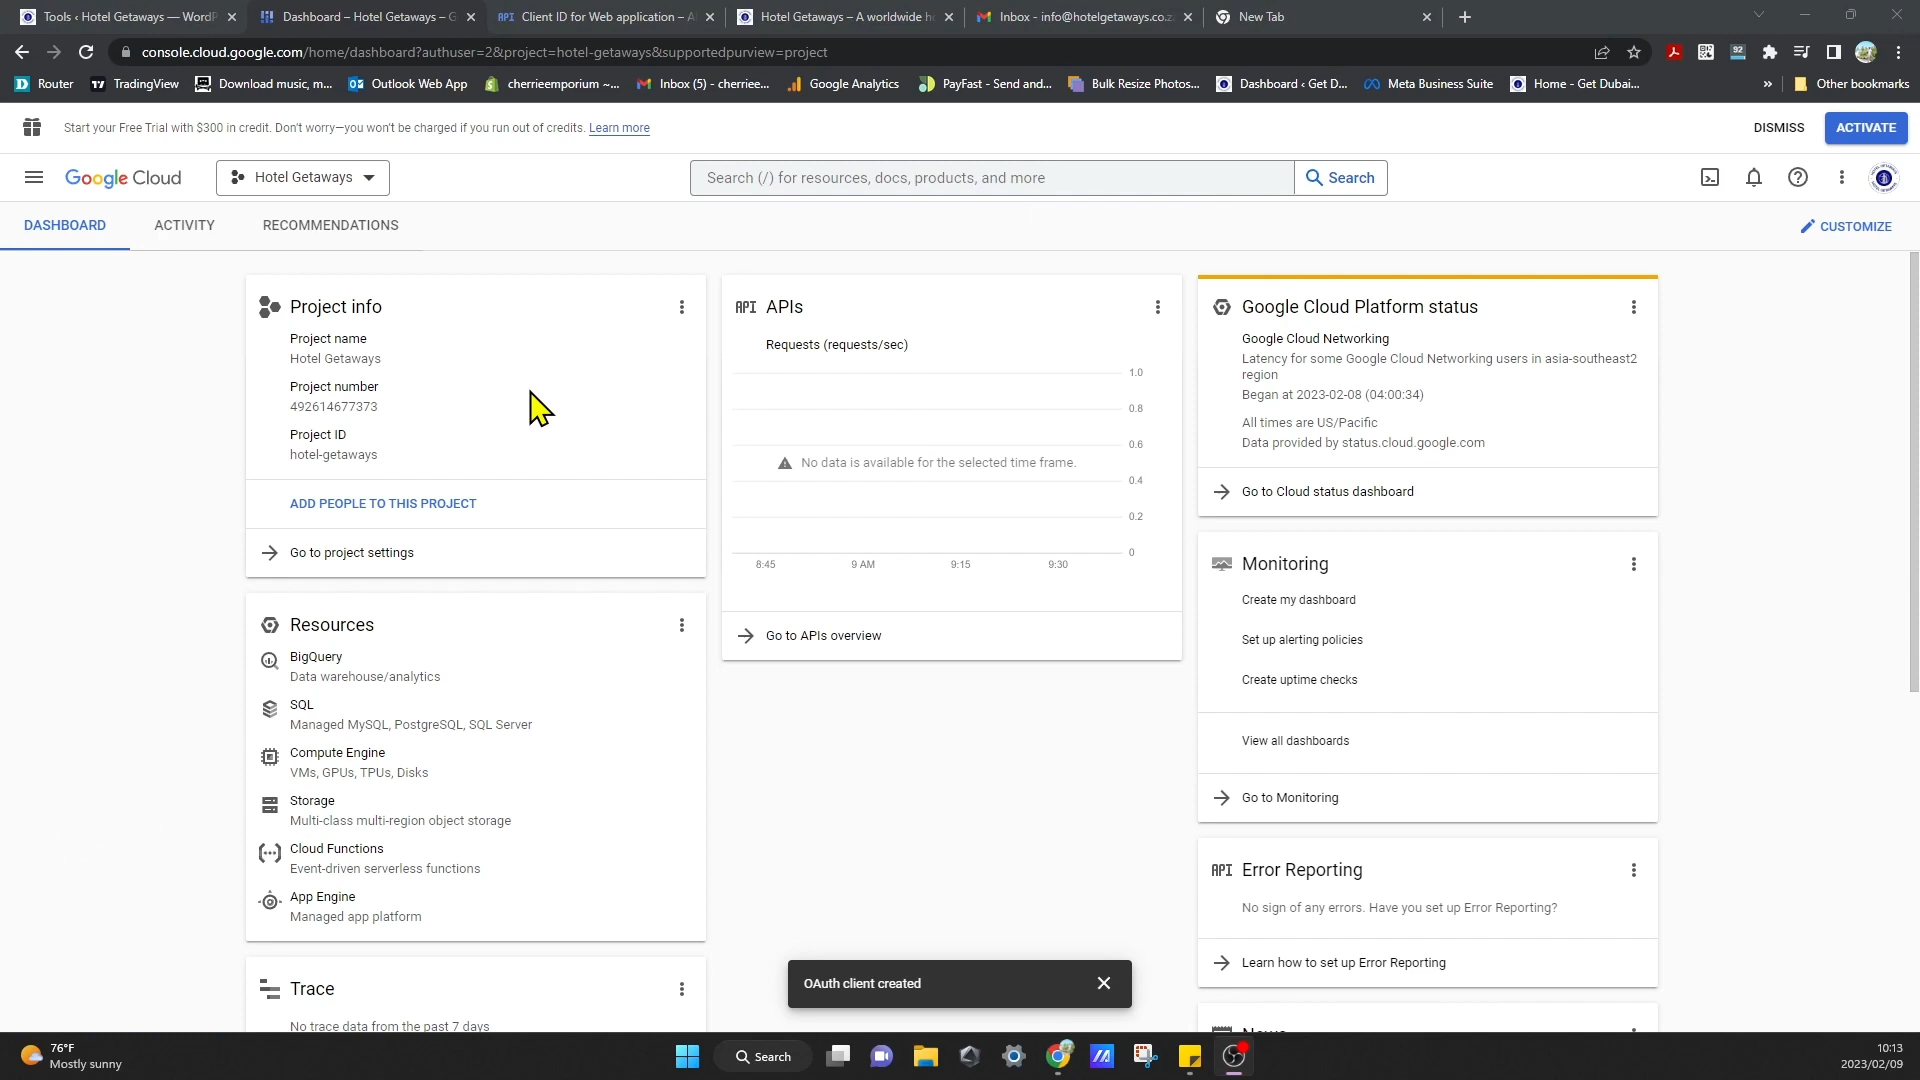 Tools ‹ Hotel Getaways — WordP
Dashboard – Hotel Getaways – G
API Client ID for Web application – A
Hotel Getaways – A worldwide h
Inbox - info@hotelgetaways.co.z
New Tab
console.cloud.google.com/home/dashboard?authuser=2&project=hotel-getaways&supportedpurview=project
92
Router
TradingView
Download music, m...
Outlook Web App
cherrieemporium ~...
Inbox (5) - cherriee...
Google Analytics
PayFast - Send and...
Bulk Resize Photos...
Dashboard ‹ Get D...
Meta Business Suite
Home - Get Dubai...
»
Other bookmarks
Start your Free Trial with $300 in credit. Don't worry—you won't be charged if you run out of credits. Learn more
DISMISS
ACTIVATE
Google Cloud
Hotel Getaways
Search (/) for resources, docs, products, and more
Search
DASHBOARD
ACTIVITY
RECOMMENDATIONS
CUSTOMIZE
Project info
Project name
Hotel Getaways
Project number
492614677373
Project ID
hotel-getaways
ADD PEOPLE TO THIS PROJECT
Go to project settings
Resources
BigQuery
Data warehouse/analytics
SQL
Managed MySQL, PostgreSQL, SQL Server
Compute Engine
VMs, GPUs, TPUs, Disks
Storage
Multi-class multi-region object storage
Cloud Functions
Event-driven serverless functions
App Engine
Managed app platform
Trace
No trace data from the past 7 days
API APIs
Requests (requests/sec)
1.0
0.8
0.6
No data is available for the selected time frame.
0.4
0.2
0
8:45
9 AM
9:15
9:30
Go to APIs overview
Google Cloud Platform status
Google Cloud Networking
Latency for some Google Cloud Networking users in asia-southeast2
region
Began at 2023-02-08 (04:00:34)
All times are US/Pacific
Data provided by status.cloud.google.com
Go to Cloud status dashboard
Monitoring
Create my dashboard
Set up alerting policies
Create uptime checks
View all dashboards
Go to Monitoring
API Error Reporting
No sign of any errors. Have you set up Error Reporting?
Learn how to set up Error Reporting
OAuth client created
76°F
Mostly sunny
Search
10:13
2023/02/09